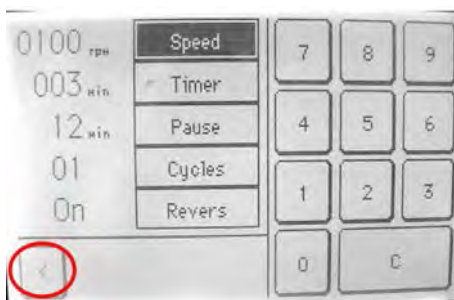 0100 rpm Speed
003 min Timer
12 min Pause
01 Cycles
On Revers
7 8 9
4 5 6
1 2 3
0 C
<